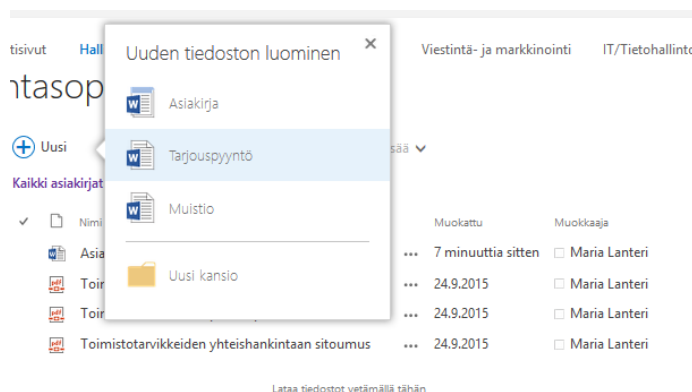 tisivut Hall Viestintä- ja markkinointi IT/Tietohallinto
Uuden tiedoston luominen
ntasop
Asiakirja
Uusi
Tarjouspyyntö
sää
Kaikki asiakirjat
Muistio
Nimi Muokattu Muokkaaja
Asia 7 minuuttia sitten Maria Lanteri
Uusi kansio
Toin 24.9.2015 Maria Lanteri
Toin 24.9.2015 Maria Lanteri
Toimistotarvikkeiden yhteishankintaan sitoumus 24.9.2015 Maria Lanteri
Lataa tiedostot vetämällä tähän